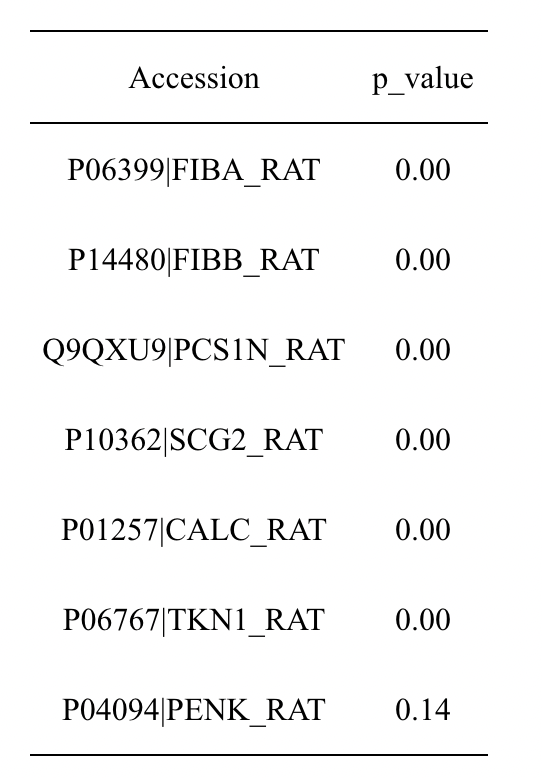 Accession p_value
P06399|FIBA_RAT 0.00
P14480|FIBB_RAT 0.00
Q9QXU9|PCS1N_RAT 0.00
P10362|SCG2_RAT 0.00
P01257|CALC_RAT 0.00
P06767|TKN1_RAT 0.00
P04094|PENK_RAT 0.14